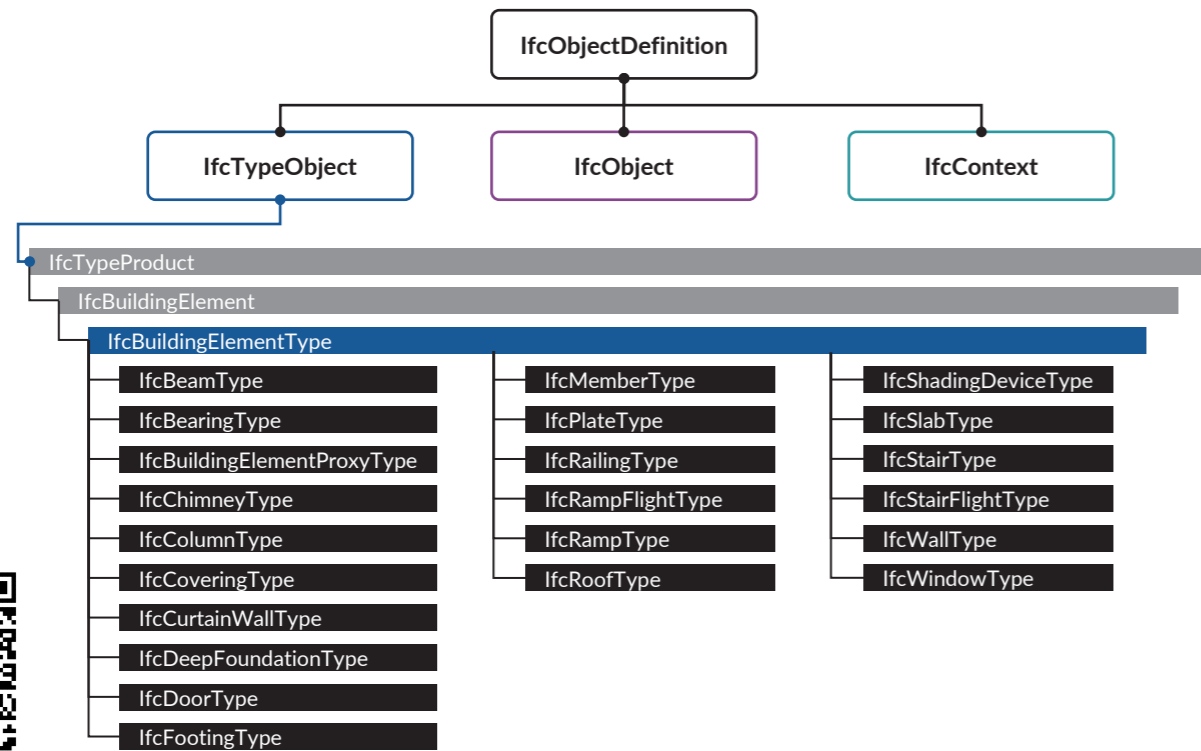 IfcObjectDefinition
IfcTypeObject
IfcObject
IfcContext
IfcTypeProduct
IfcBuildingElement
IfcBuildingElementType
IfcBeamType
IfcBearingType
IfcBuildingElementProxyType
IfcChimneyType
IfcColumnType
IfcCoveringType
IfcCurtainWallType
IfcDeepFoundationType
IfcDoorType
IfcFootingType
IfcMemberType
IfcPlateType
IfcRailingType
IfcRampFlightType
IfcRampType
IfcRoofType
IfcShadingDeviceType
IfcSlabType
IfcStairType
IfcStairFlightType
IfcWallType
IfcWindowType